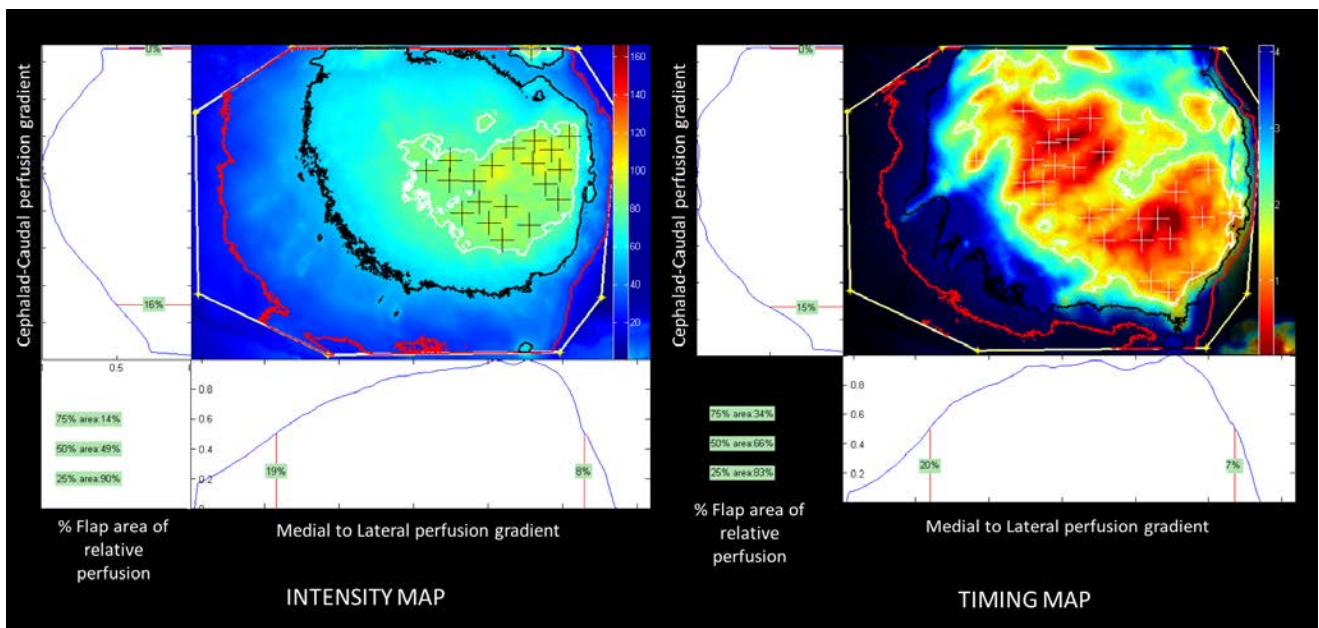 Cephalad-Caudal perfusion gradient
0%
16%
0
0.5
160
140
120
100
80
60
40
20
0.8
0.6
0.4
0.2
0
19%
8%
75% area:14%
50% area:49%
25% area:90%
% Flap area of
relative
perfusion
Medial to Lateral perfusion gradient
INTENSITY MAP
Cephalad-Caudal perfusion gradient
0%
15%
4
3
2
1
0.8
0.6
0.4
0.2
20%
7%
75% area:34%
50% area:66%
25% area:83%
% Flap area of
relative
perfusion
Medial to Lateral perfusion gradient
TIMING MAP